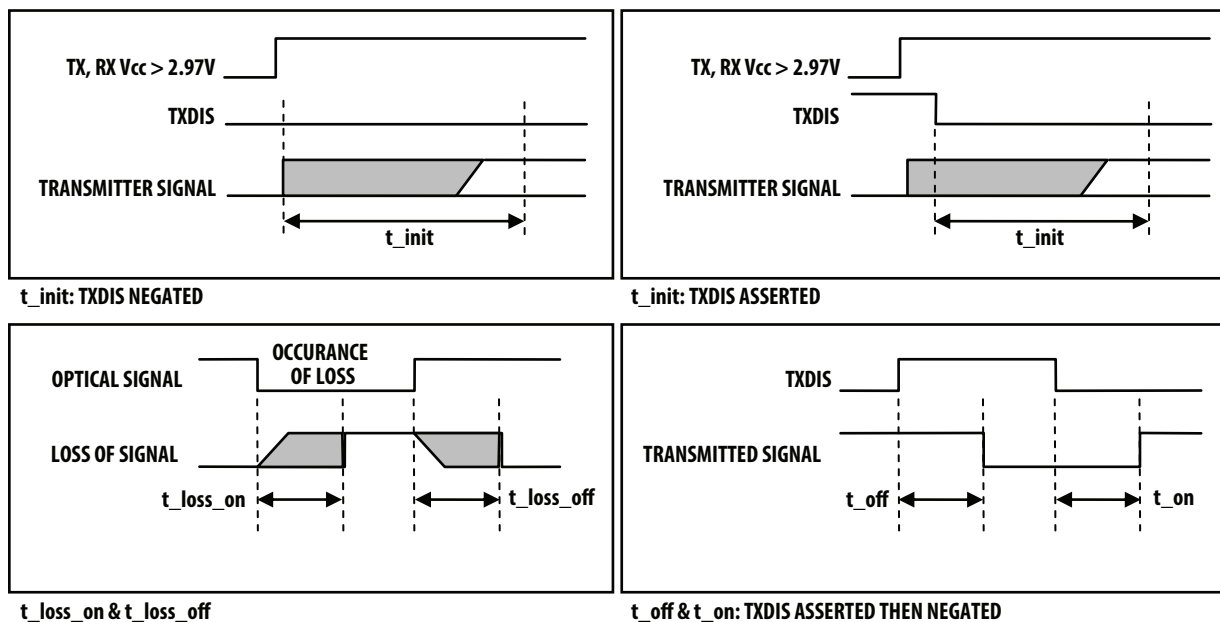 TX, RX Vcc > 2.97V
TXDIS
TRANSMITTER SIGNAL
t_init
t_init: TXDIS NEGATED
TX, RX Vcc > 2.97V
TXDIS
TRANSMITTER SIGNAL
t_init
t_init: TXDIS ASSERTED
OPTICAL SIGNAL
OCCURANCE
OF LOSS
LOSS OF SIGNAL
t_loss_on
t_loss_off
t_loss_on & t_loss_off
TXDIS
TRANSMITTED SIGNAL
t_off
t_on
t_off & t_on: TXDIS ASSERTED THEN NEGATED